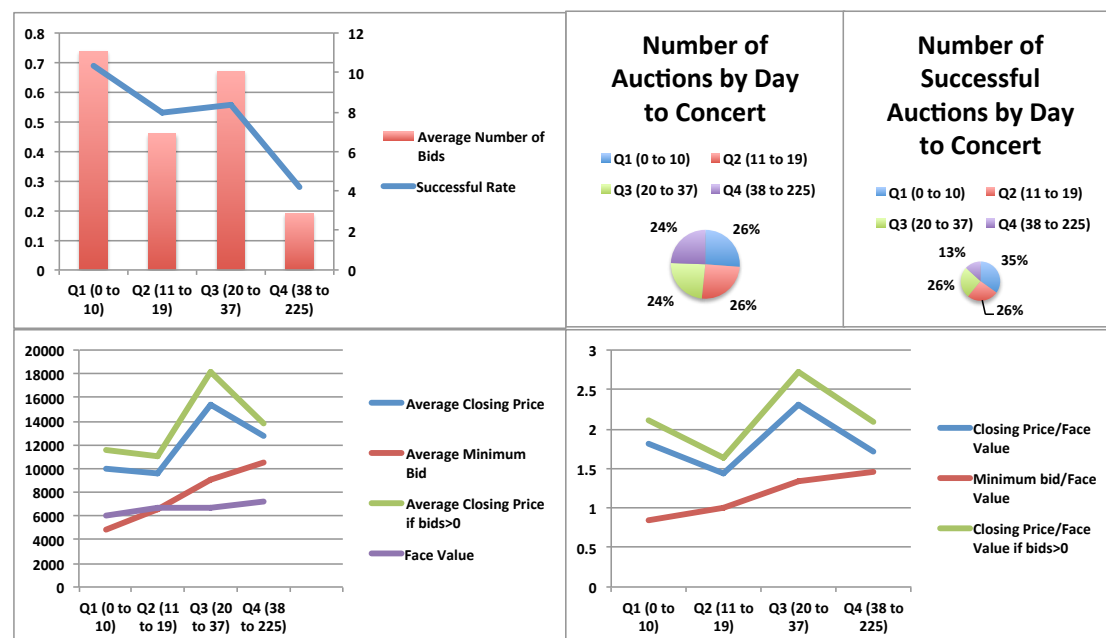 0.8
0.7
0.6
0.5
0.4
0.3
0.2
0.1
0
12
10
8
6
4
2
0
Q1 (0 to
10)
Q2 (11 to
19)
Q3 (20 to
37)
Q4 (38 to
225)
Average Number of
Bids
Successful Rate
Number of
Auctions by Day
to Concert
Q1 (0 to 10)
Q2 (11 to 19)
Q3 (20 to 37)
Q4 (38 to 225)
24%
26%
24%
26%
Number of
Successful
Auctions by Day
to Concert
Q1 (0 to 10)
Q2 (11 to 19)
Q3 (20 to 37)
Q4 (38 to 225)
13%
35%
26%
26%
20000
18000
16000
14000
12000
10000
8000
6000
4000
2000
0
Q1 (0 to
10)
Q2 (11
to 19)
Q3 (20
to 37)
Q4 (38
to 225)
Average Closing Price
Average Minimum
Bid
Average Closing Price
if bids>0
Face Value
3
2.5
2
1.5
1
0.5
0
Q1 (0 to
10)
Q2 (11 to
19)
Q3 (20 to
37)
Q4 (38 to
225)
Closing Price/Face
Value
Minimum bid/Face
Value
Closing Price/Face
Value if bids>0